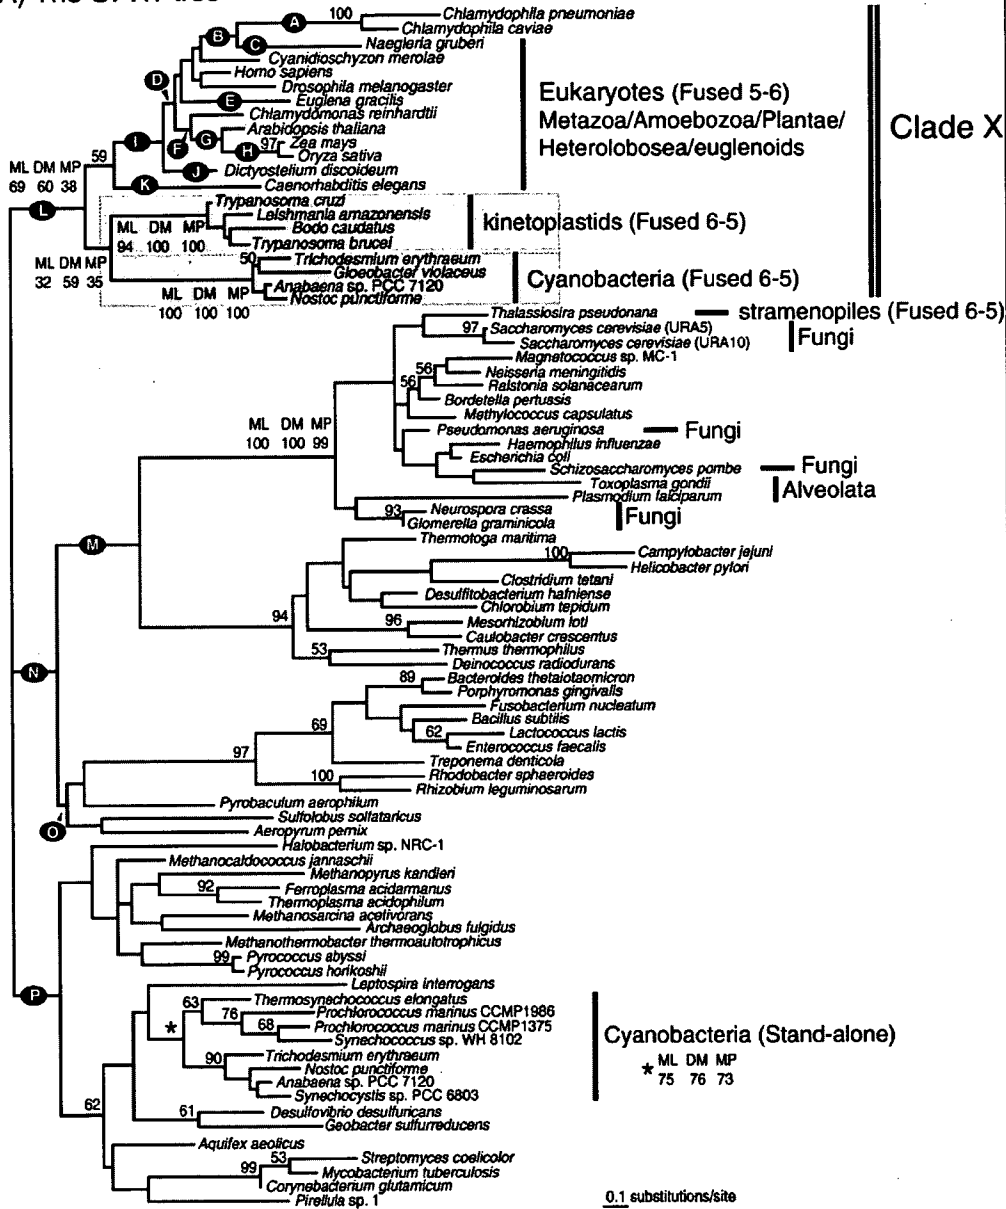 Chlamydophila pneumoniae
100
A
Chlamydophila caviae
B
C
Naegleria gruberi
Cyanidioschyzon merolae
Homo sapiens
D
Drosophila melanogaster
E
Euglena gracilis
Chlamydomonas reinhardtii
Arabidopsis thaliana
F
G
97
Zea mays
H
Oryza sativa
I
59
J
Dictyostelium discoideum
K
Caenorhabditis elegans
ML DM MP
69 60 38
L
Eukaryotes (Fused 5-6)
Metazoa/Amoebozoa/Plantae/
Heterolobosea/euglenoids
Clade X
Trypanosoma cruzi
Leishmania amazonensis
Bodo caudatus
Trypanosoma brucei
ML DM MP
94 100 100
kinetoplastids (Fused 6-5)
ML DM MP
32 59 35
50
Trichodesmium erythraeum
Gloeobacter violaceus
Anabaena sp. PCC 7120
Nostoc punctiforme
ML DM MP
100 100 100
Cyanobacteria (Fused 6-5)
Thalassiosira pseudonana
stramenopiles (Fused 6-5)
97
Saccharomyces cerevisiae (URA5)
Saccharomyces cerevisiae (URA10)
Fungi
Magnetococcus sp. MC-1
56
Neisseria meningitidis
56
Ralstonia solanacearum
Bordetella pertussis
Methylococcus capsulatus
ML DM MP
100 100 99
Pseudomonas aeruginosa
Fungi
Haemophilus influenzae
Escherichia coli
Schizosaccharomyces pombe
Fungi
Toxoplasma gondii
Alveolata
Plasmodium falciparum
93
Neurospora crassa
Glomerella graminicola
Fungi
M
Thermotoga maritima
100
Campylobacter jejuni
Helicobacter pylori
Clostridium tetani
Desulfitobacterium hafniense
Chlorobium tepidum
94
96
Mesorhizobium loti
Caulobacter crescentus
53
Thermus thermophilus
Deinococcus radiodurans
N
89
Bacteroides thetaiotaomicron
Porphyromonas gingivalis
Fusobacterium nucleatum
Bacillus subtilis
69
62
Lactococcus lactis
Enterococcus faecalis
97
Treponema denticola
100
Rhodobacter sphaeroides
Rhizobium leguminosarum
Pyrobaculum aerophilum
Sulfolobus solfataricus
O
Aeropyrum pernix
Halobacterium sp. NRC-1
Methanocaldococcus jannaschii
Methanopyrus kandleri
92
Ferroplasma acidarmanus
Thermoplasma acidophilum
Methanosarcina acetivorans
Archaeoglobus fulgidus
Methanothermobacter thermoautotrophicus
99
Pyrococcus abyssi
Pyrococcus horikoshii
P
Leptospira interrogans
63
Thermosynechococcus elongatus
76
Prochlorococcus marinus CCMP1986
*
68
Prochlorococcus marinus CCMP1375
Synechococcus sp. WH 8102
90
Trichodesmium erythraeum
Nostoc punctiforme
Anabaena sp. PCC 7120
Synechocystis sp. PCC 6803
Cyanobacteria (Stand-alone)
* ML DM MP
75 76 73
62
61
Desulfovibrio desulfuricans
Geobacter sulfurreducens
Aquifex aeolicus
53
Streptomyces coelicolor
99
Mycobacterium tuberculosis
Corynebacterium glutamicum
Pirellula sp. 1
0.1 substitutions/site